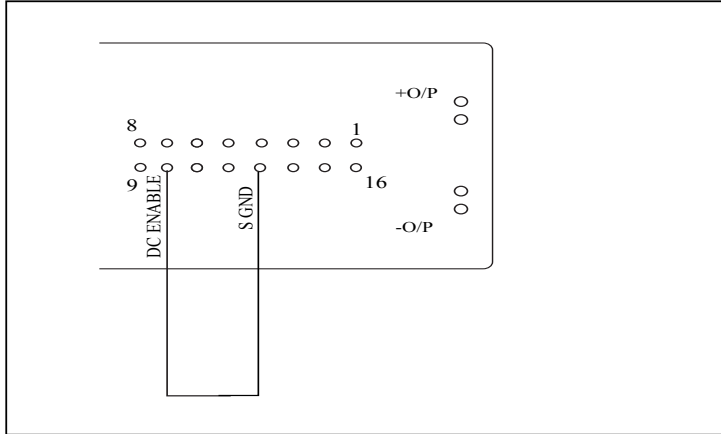 +O/P
8
1
9
16
DC ENABLE
S GND
-O/P